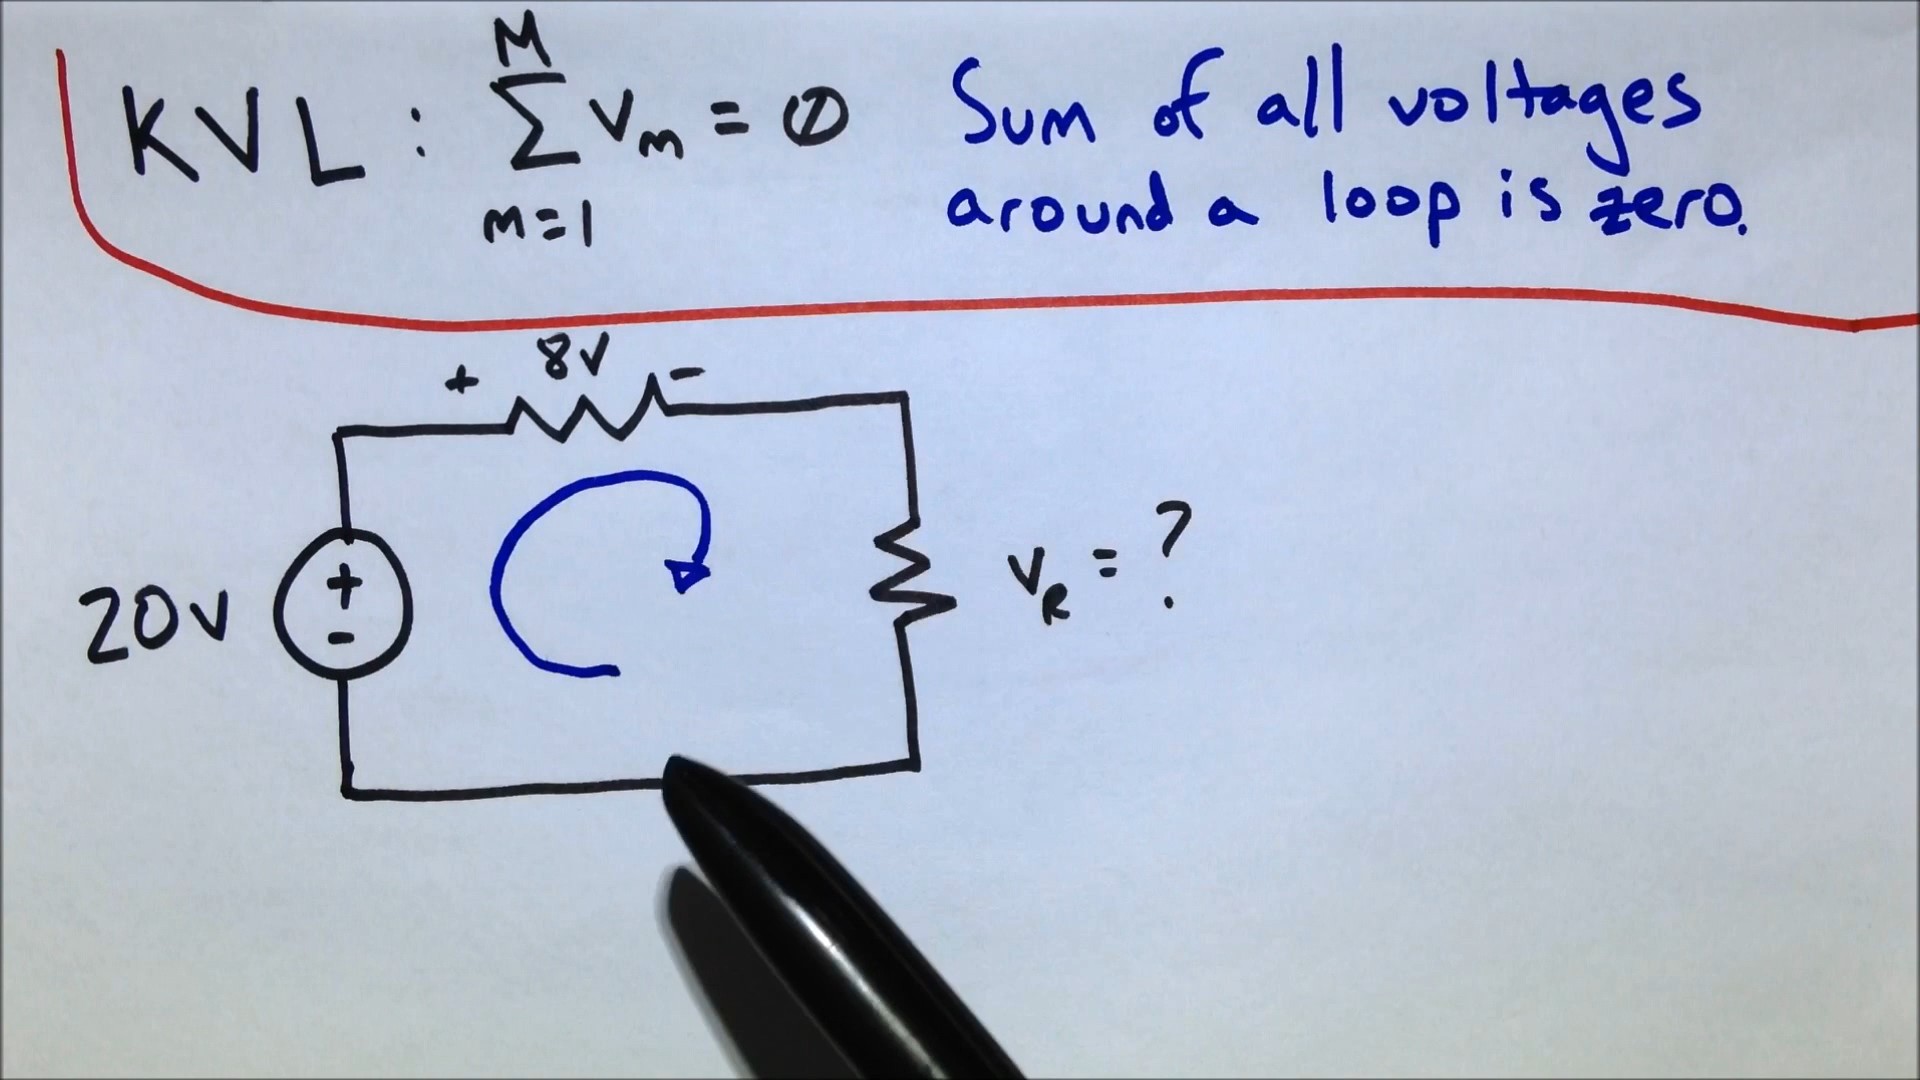 KVL: M
∑ Vm = 0
m=1
Sum of all voltages
around a loop is zero.
+ 8V -
20V
+
-
VR = ?